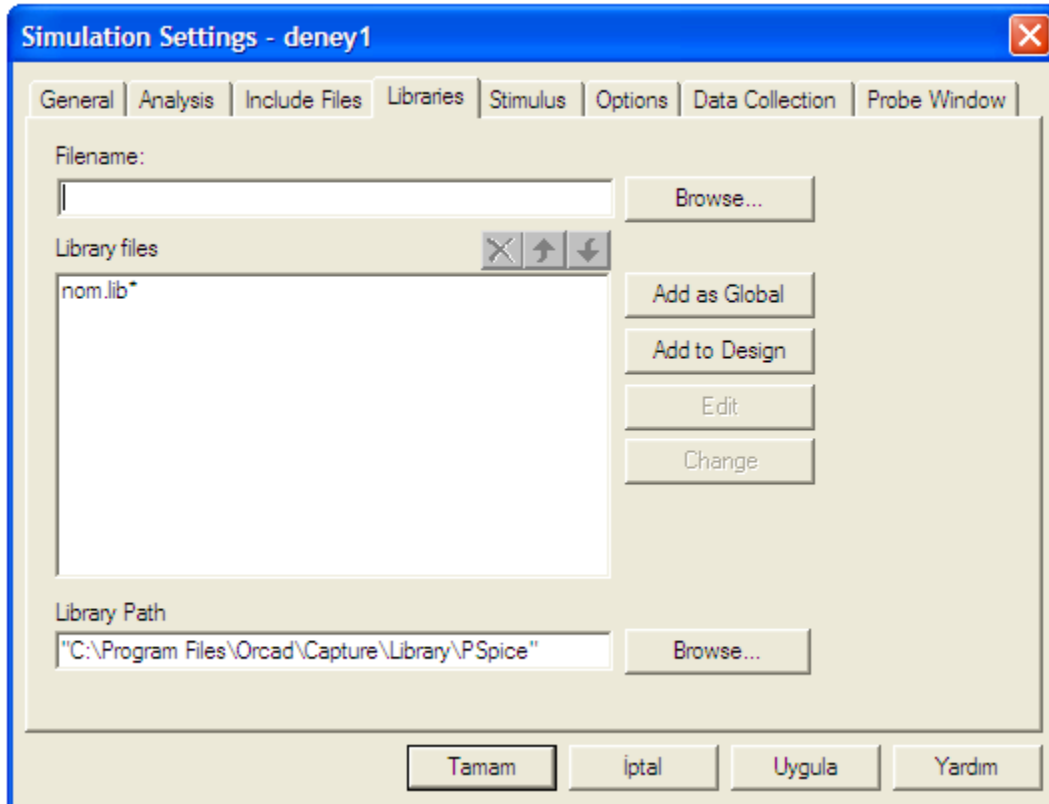 Simulation Settings - deney1
General Analysis Include Files Libraries Stimulus Options Data Collection Probe Window
Filename:
Browse...
Library files
nom.lib*
Add as Global
Add to Design
Edit
Change
Library Path
"C:\Program Files\Orcad\Capture\Library\PSpice" Browse...
Tamam İptal Uygula Yardım